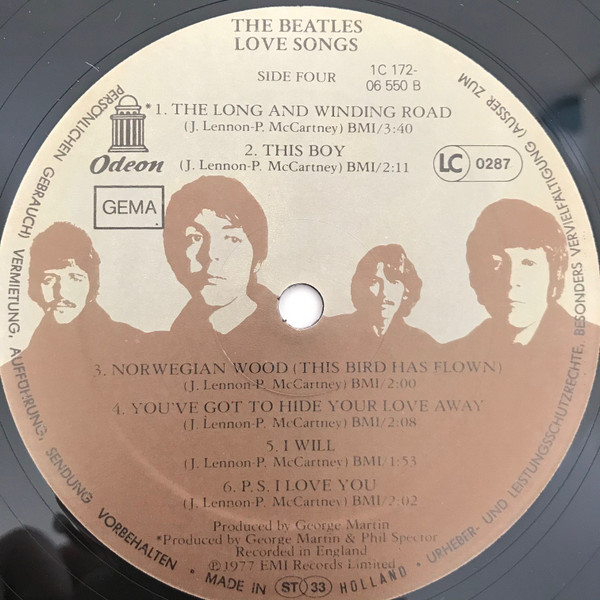 THE BEATLES
LOVE SONGS
SIDE FOUR
1C 172-
06 550 B
*1. THE LONG AND WINDING ROAD
(J. Lennon-P. McCartney) BMI/3:40
2. THIS BOY
(J. Lennon-P. McCartney) BMI/2:11
Odeon
LC 0287
GEMA
3. NORWEGIAN WOOD (THIS BIRD HAS FLOWN)
(J. Lennon-P. McCartney) BMI/2:00
4. YOU'VE GOT TO HIDE YOUR LOVE AWAY
(J. Lennon-P. McCartney) BMI/2:08
5. I WILL
(J. Lennon-P. McCartney) BMI/1:53
6. P.S. I LOVE YOU
(J. Lennon-P. McCartney) BMI/2:02
Produced by George Martin
*Produced by George Martin & Phil Spector
Recorded in England
℗1977 EMI Records Limited
• MADE IN ST 33 HOLLAND •
URHEBER- UND LEISTUNGSSCHUTZRECHTE, BESONDERS VERVIELFÄLTIGUNG (AUSSER ZUM
PERSÖNLICHEN GEBRAUCH) VERMIETUNG, AUFFÜHRUNG, SENDUNG VORBEHALTEN